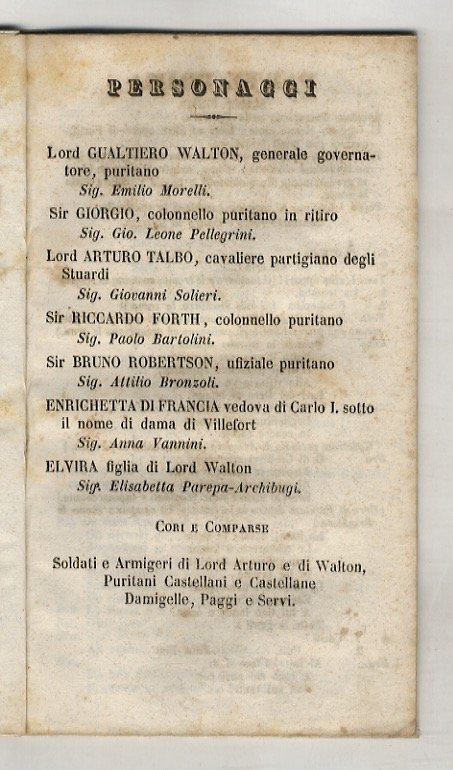 PERSONAGGI
Lord GUALTIERO WALTON, generale governa-
tore, puritano
Sig. Emilio Morelli.
Sir GIORGIO, colonnello puritano in ritiro
Sig. Gio. Leone Pellegrini.
Lord ARTURO TALBO, cavaliere partigiano degli
Stuardi
Sig. Giovanni Solieri.
Sir RICCARDO FORTH, colonnello puritano
Sig. Paolo Bartolini.
Sir BRUNO ROBERTSON, ufiziale puritano
Sig. Attilio Bronzoli.
ENRICHETTA DI FRANCIA vedova di Carlo I. sotto
il nome di dama di Villefort
Sig. Anna Vannini.
ELVIRA figlia di Lord Walton
Sigª. Elisabetta Parepa-Archibugi.
CORI E COMPARSE
Soldati e Armigeri di Lord Arturo e di Walton,
Puritani Castellani e Castellane
Damigelle, Paggi e Servi.